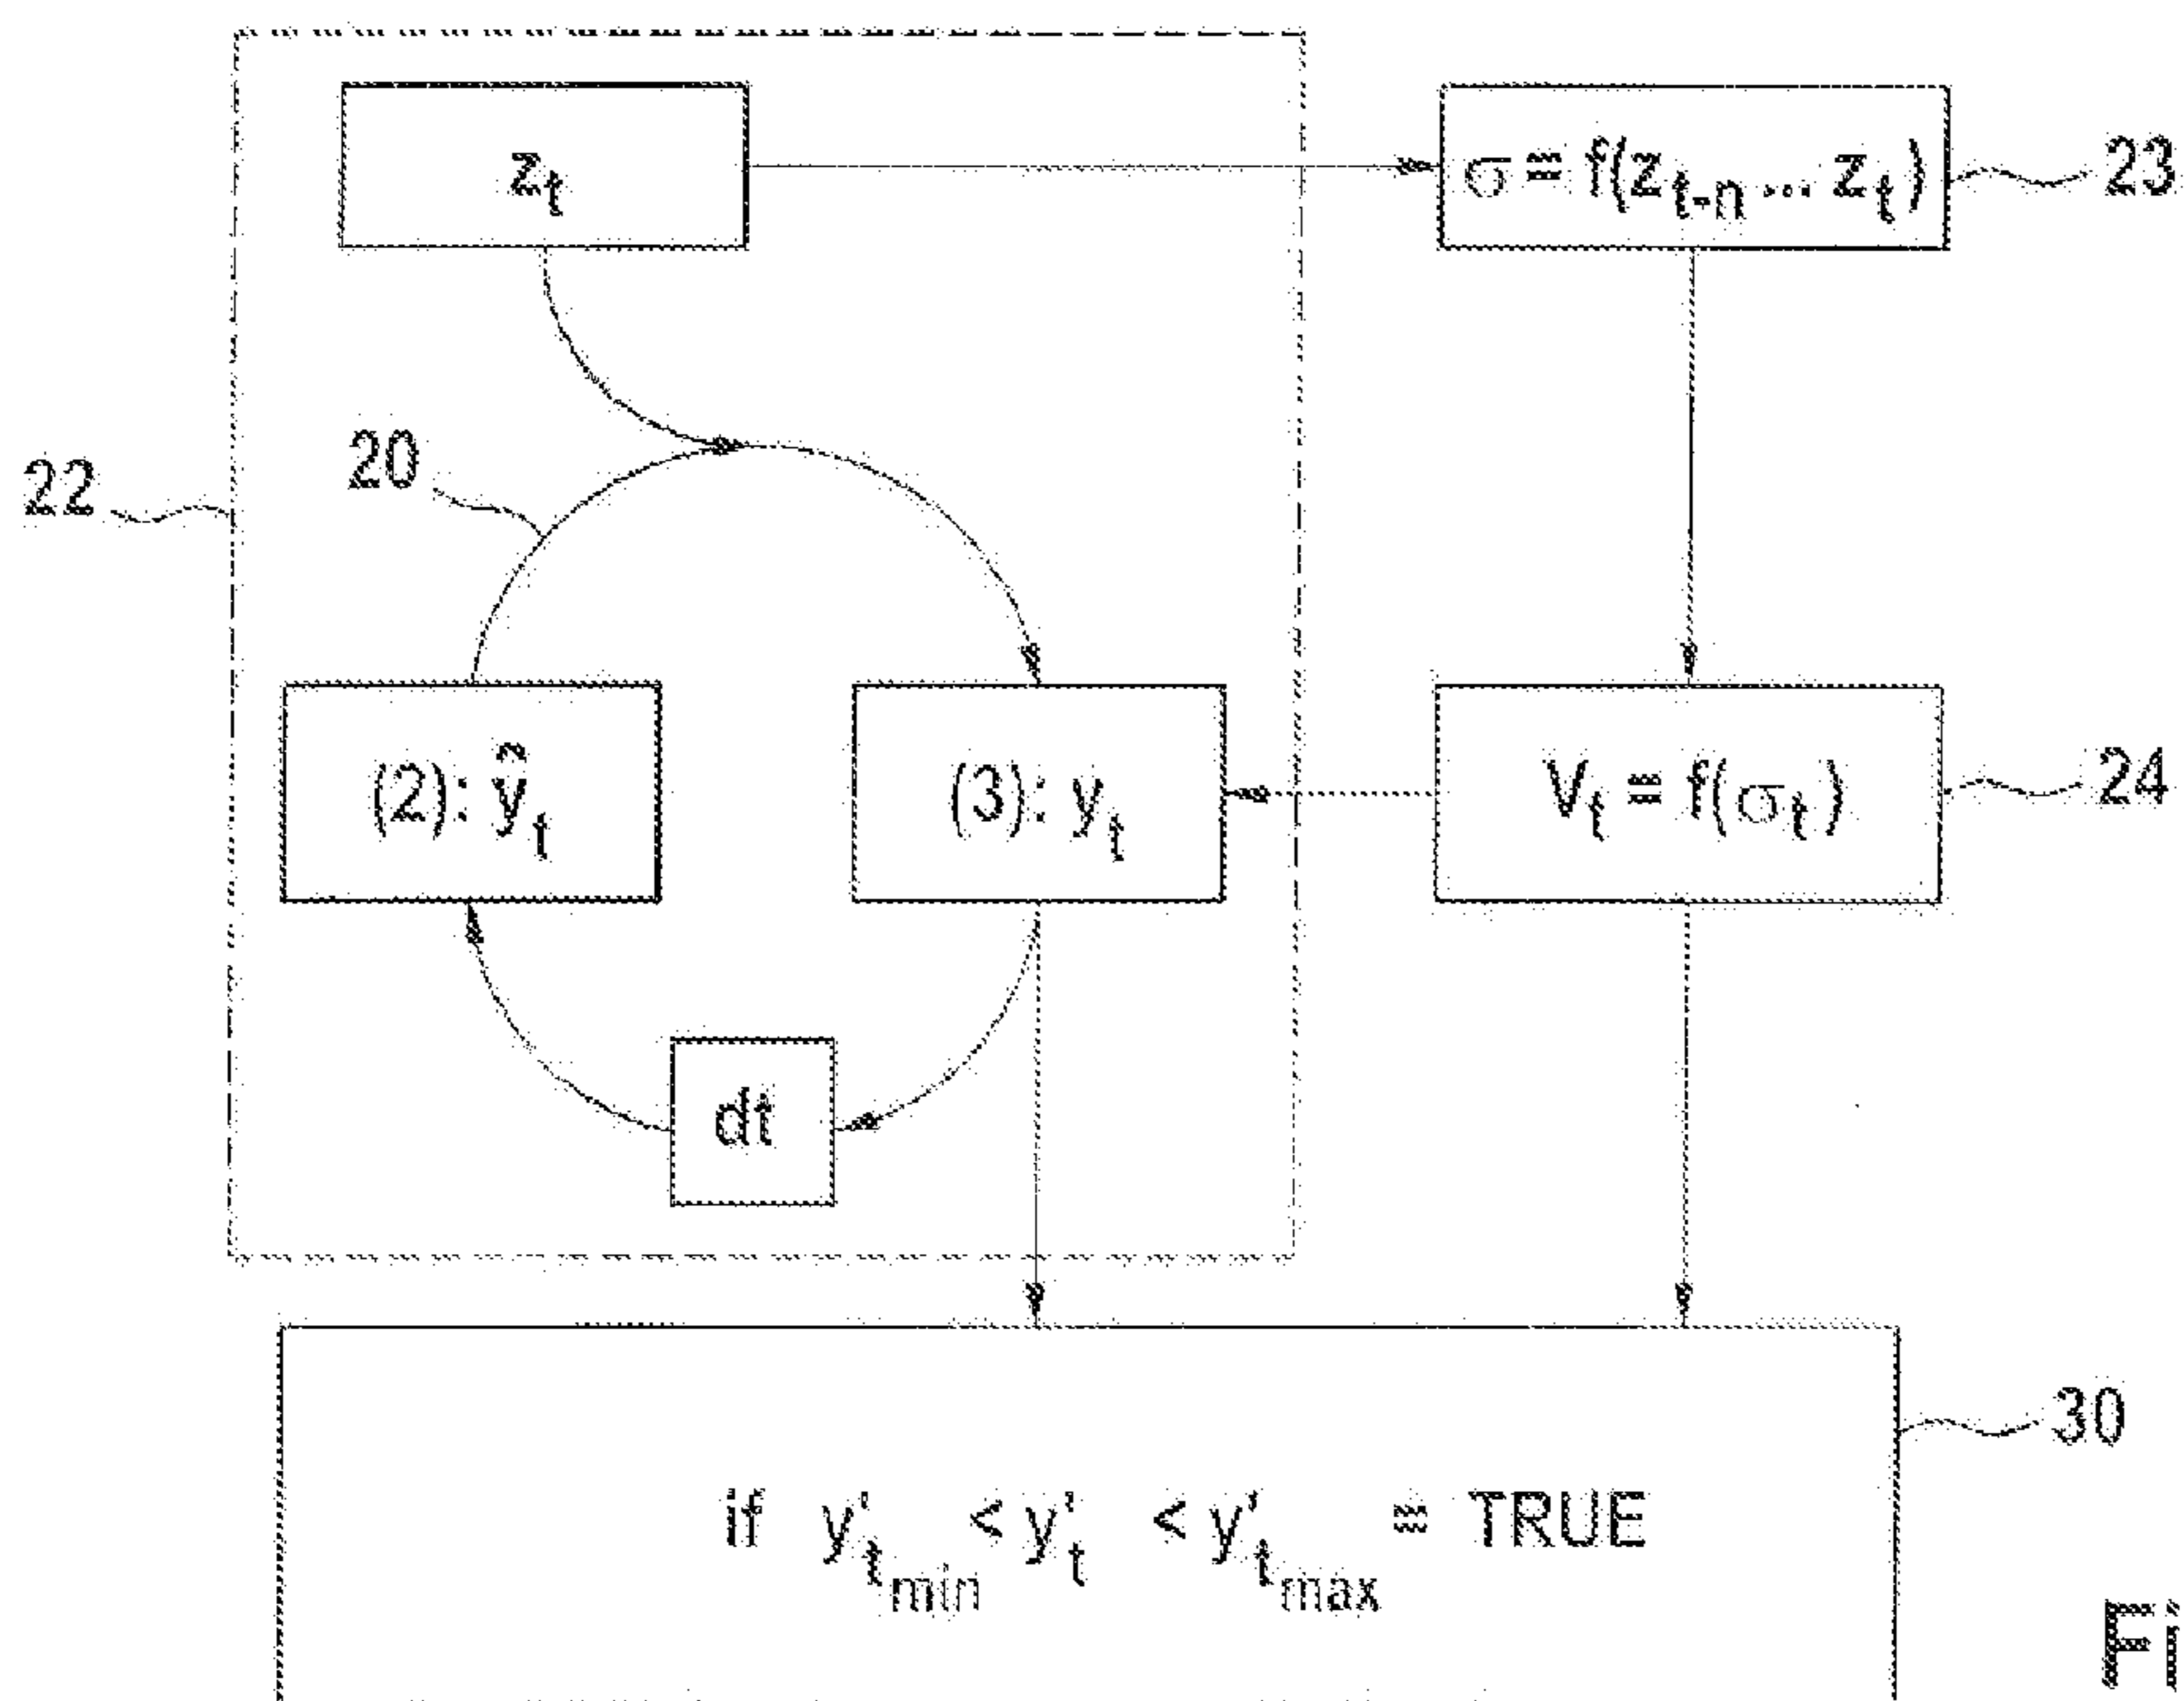 z_t
σ = f(z_{t-n} ... z_t)
23
20
22
(2): ŷ_t
(3): y_t
V_t = f(σ_t)
24
dt
30
if y'_{t_min} < y'_t < y'_{t_max} = TRUE
Fi